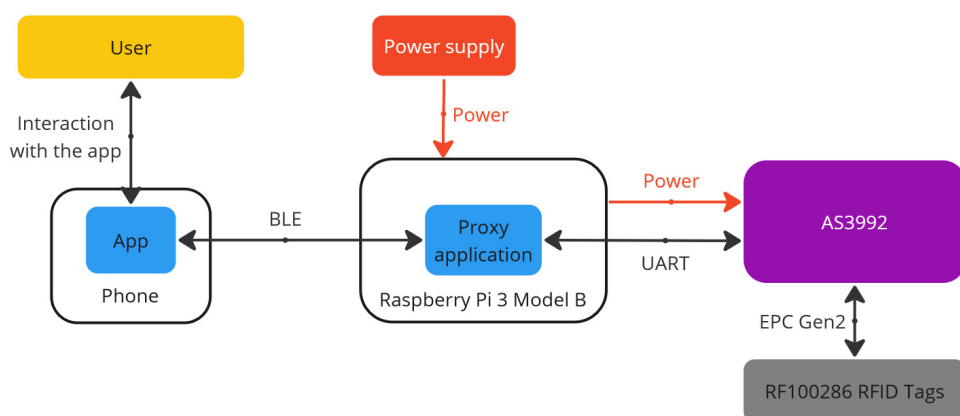 User
Power supply
Interaction
with the app
Power
Power
App
BLE
Proxy
application
UART
AS3992
Phone
Raspberry Pi 3 Model B
EPC Gen2
RF100286 RFID Tags